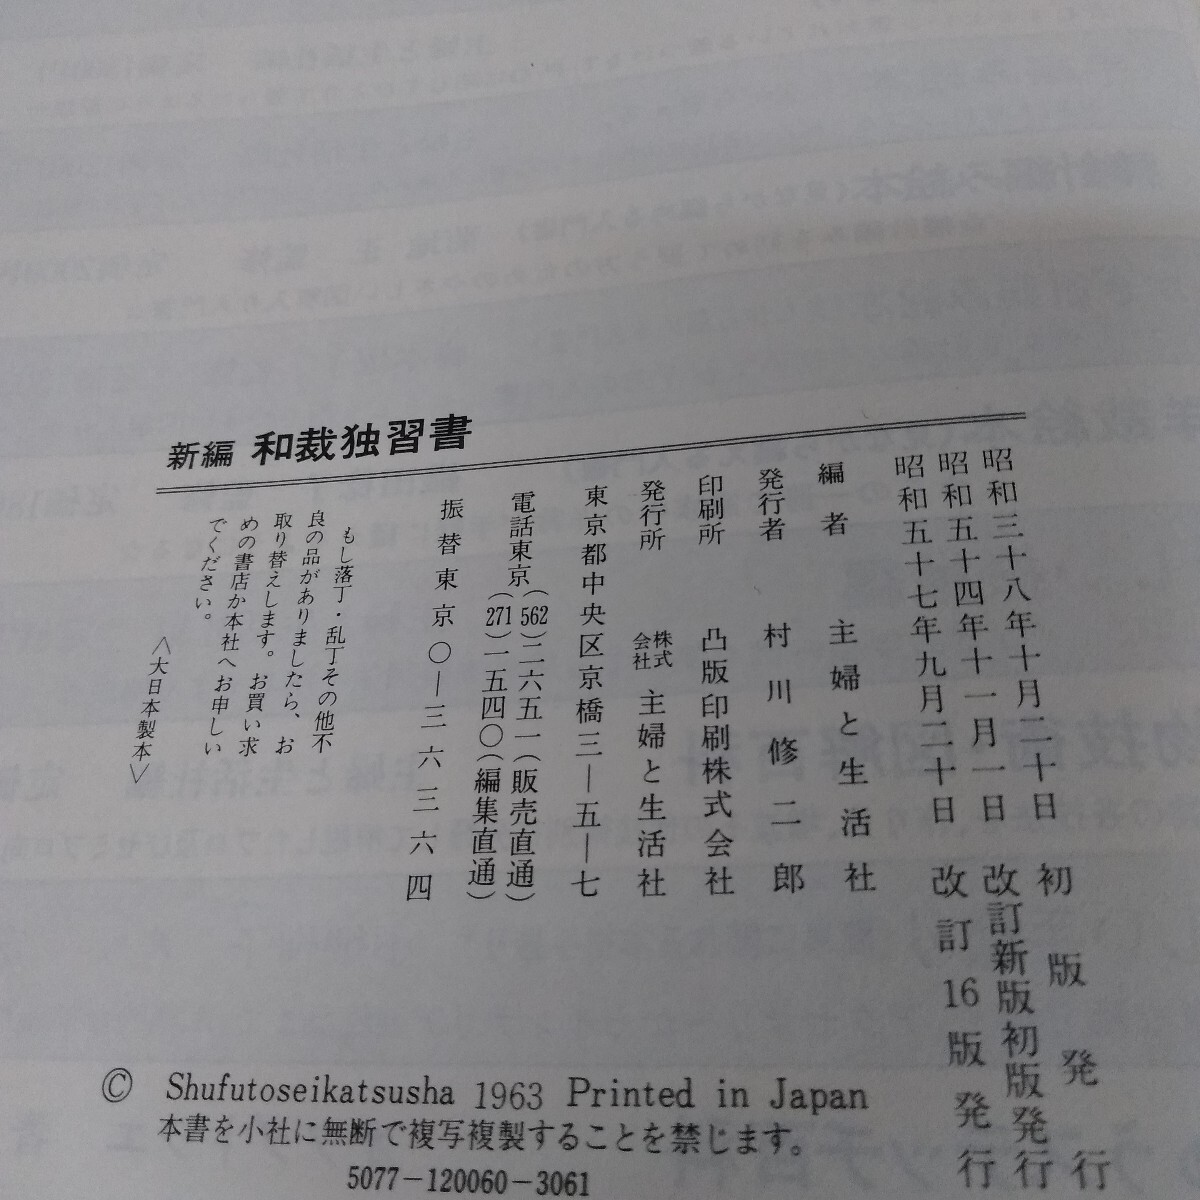 新編 和裁独習書
昭和三十八年十月二十日 初版発行
昭和五十四年十一月一日 改訂新版初版発行
昭和五十七年九月二十日 改訂16版発行
編者 主婦と生活社
発行者 村川修二郎
印刷所 凸版印刷株式会社
発行所 株式会社 主婦と生活社
東京都中央区京橋三ー五ー七
電話東京(562)二六五一(販売直通)
(271)一五四〇(編集直通)
振替東京〇ー三六三六四
もし落丁・乱丁その他不
良の品がありましたら、お
取り替えします。お買い求
めの書店か本社へお申しい
でください。
〈大日本製本〉
© Shufutoseikatsusha 1963 Printed in Japan
本書を小社に無断で複写複製することを禁じます。
5077-120060-3061